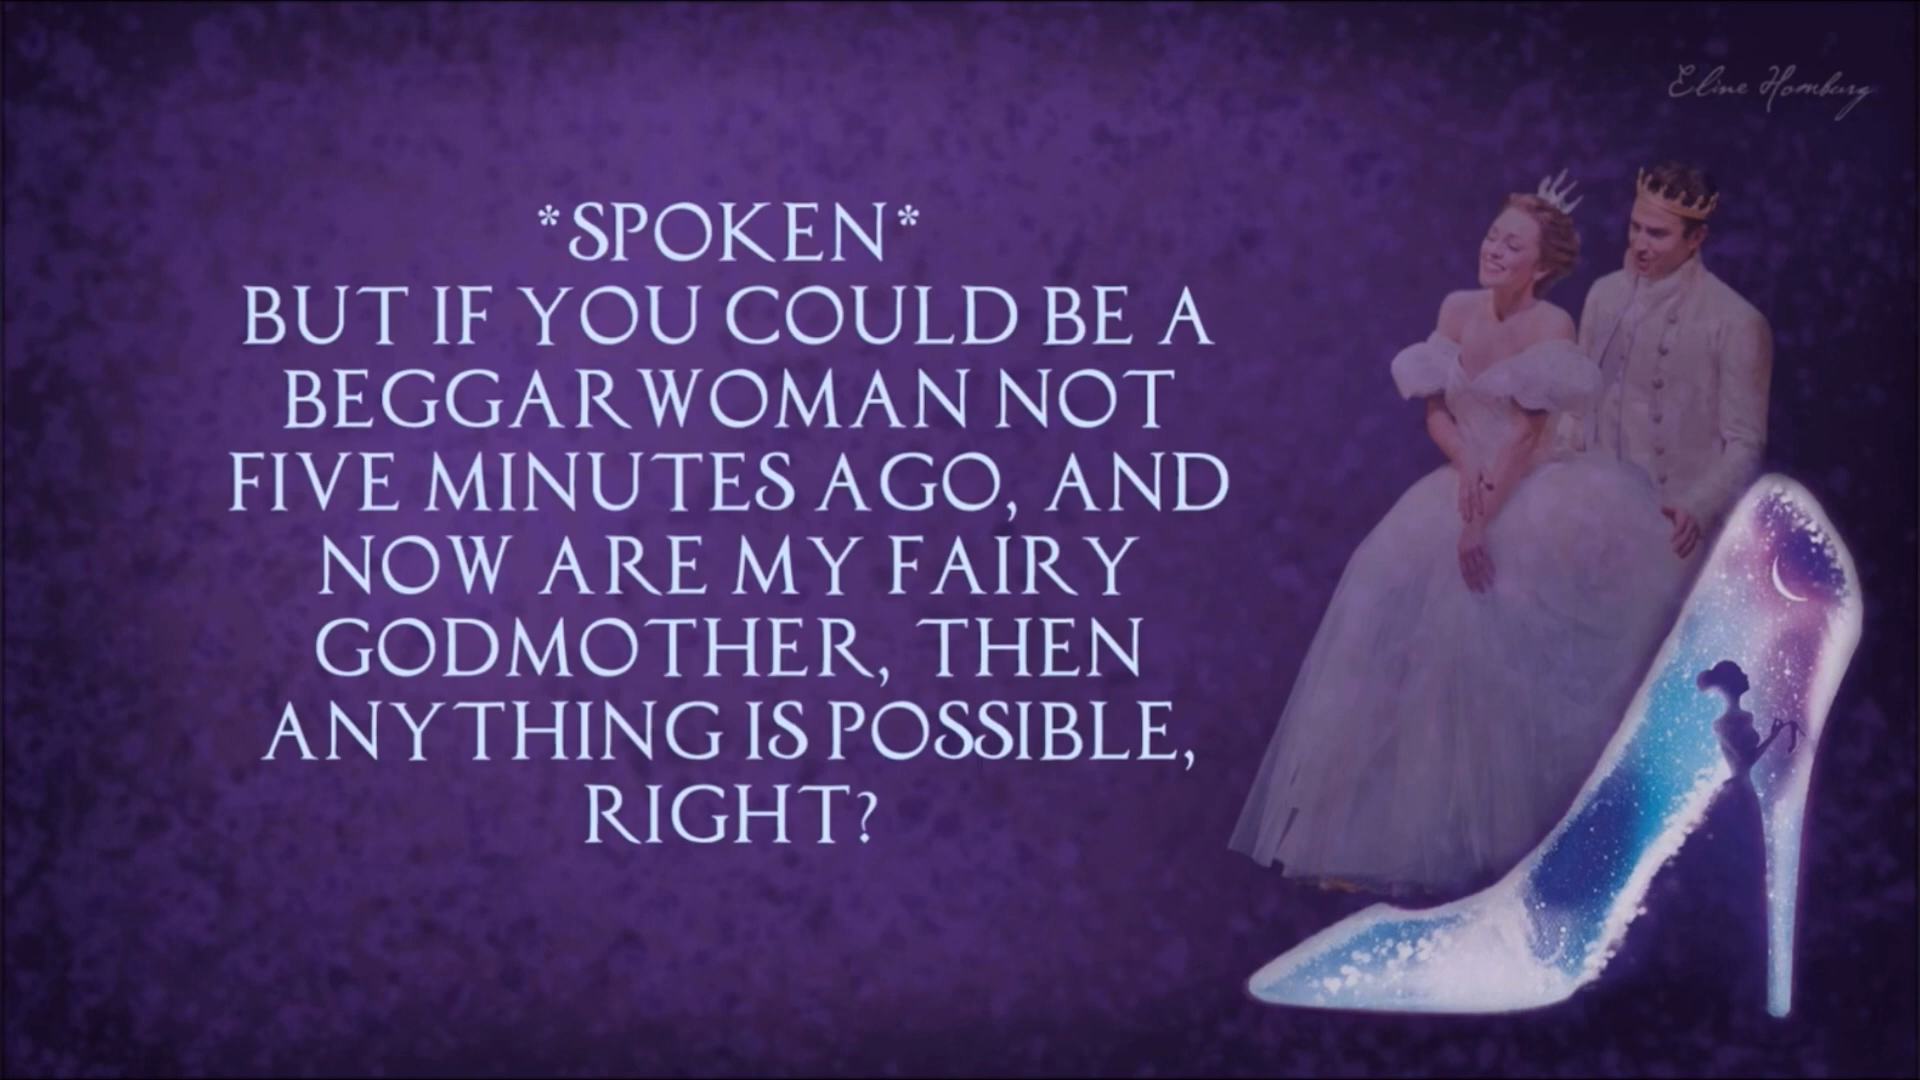 Eline Hornburg
*SPOKEN*
BUT IF YOU COULD BE A
BEGGARWOMAN NOT
FIVE MINUTES AGO, AND
NOW ARE MY FAIRY
GODMOTHER, THEN
ANYTHING IS POSSIBLE,
RIGHT?